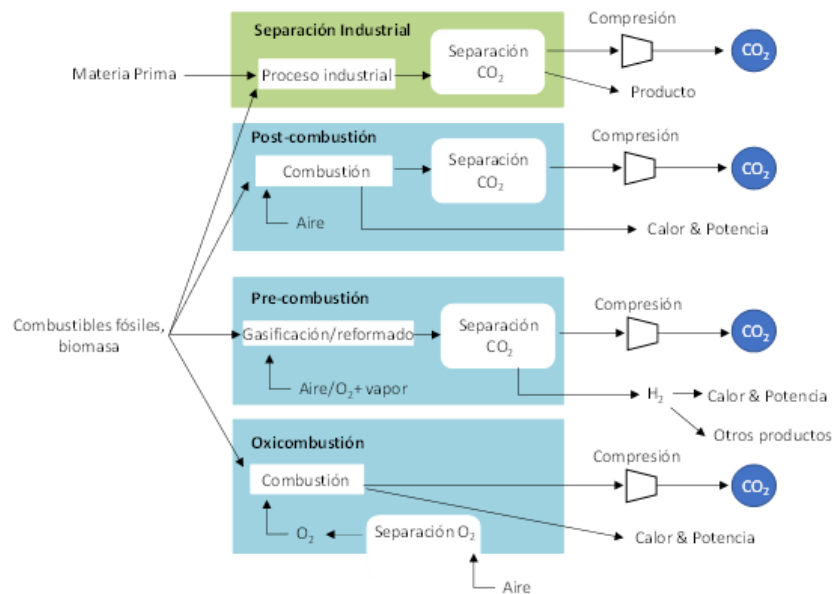 Separación Industrial
Compresión
Separación
CO₂
CO₂
Materia Prima
Proceso industrial
Producto
Post-combustión
Compresión
Separación
CO₂
CO₂
Combustión
Aire
Calor & Potencia
Pre-combustión
Compresión
Combustibles fósiles,
biomasa
Gasificación/reformado
Separación
CO₂
CO₂
Aire/O₂+ vapor
H₂
Calor & Potencia
Otros productos
Oxicombustión
Compresión
Combustión
CO₂
O₂
Separación O₂
Calor & Potencia
Aire